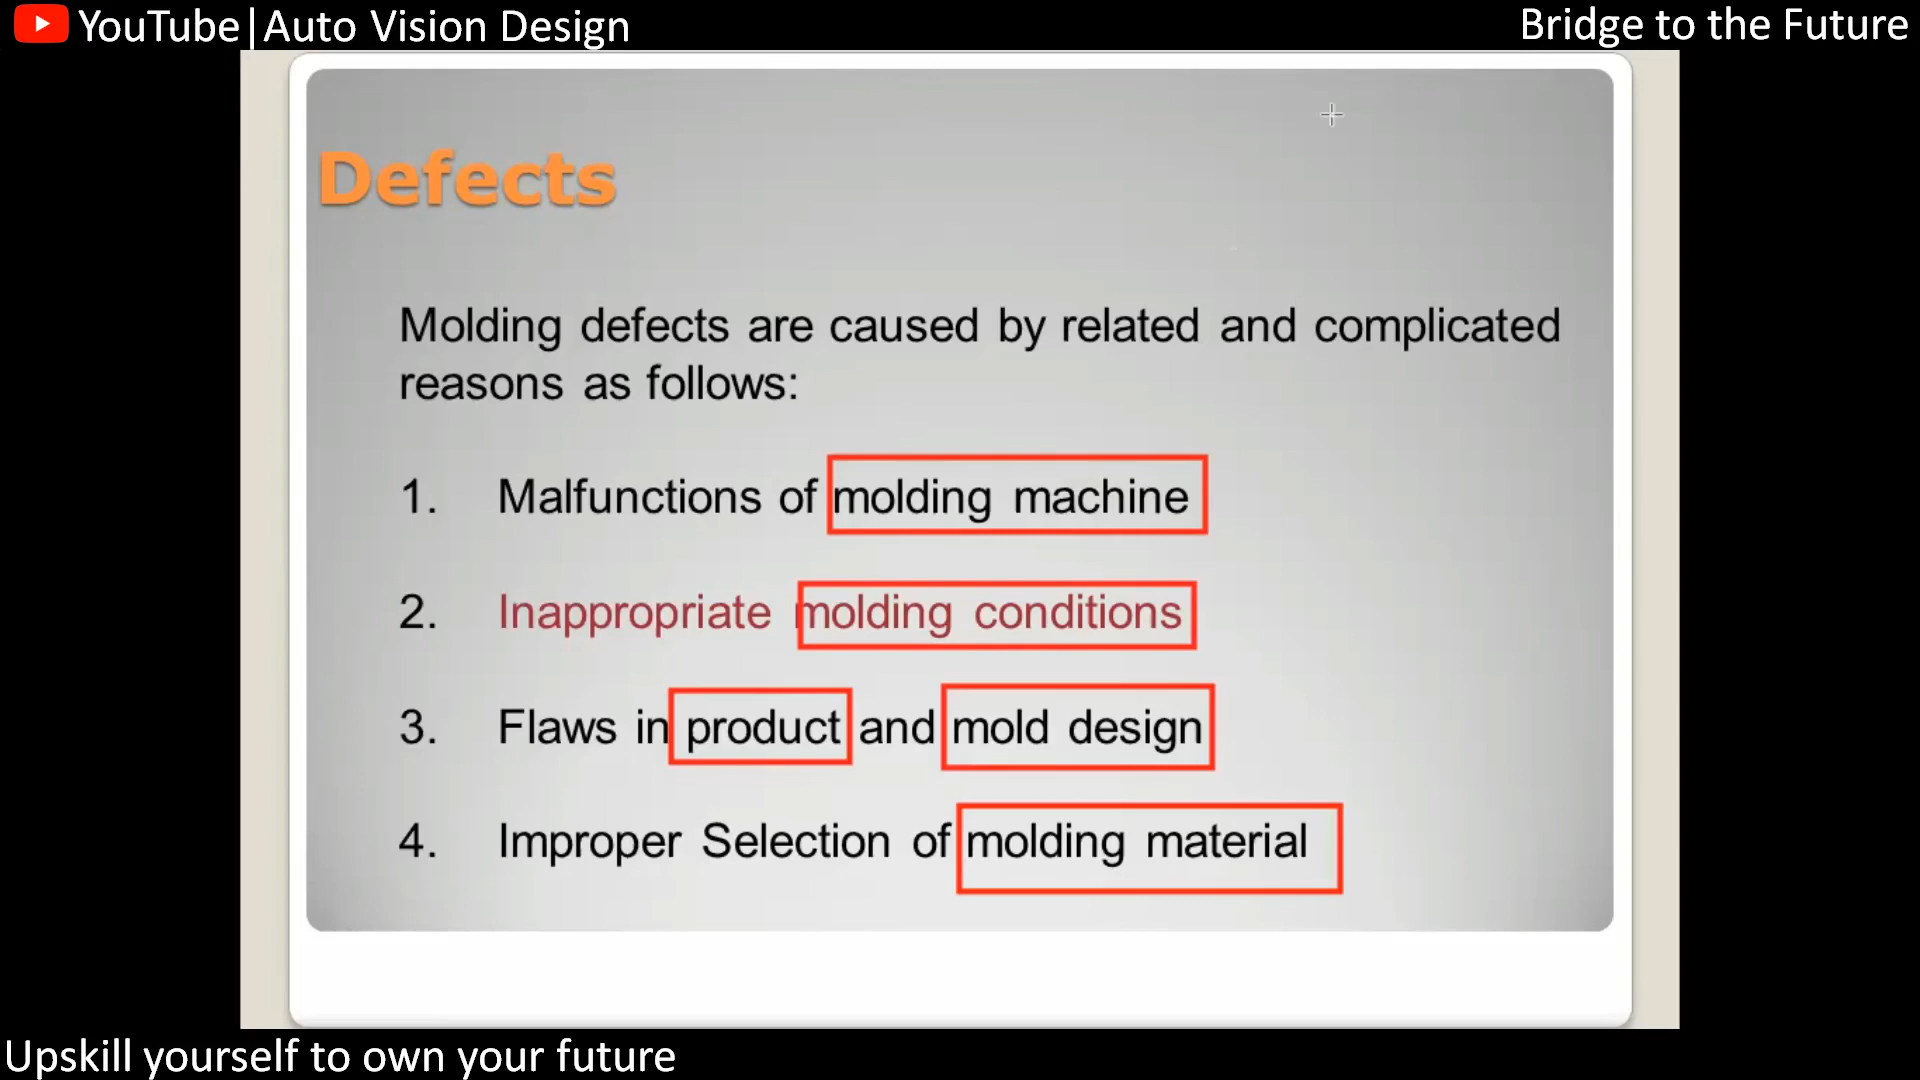 YouTube|Auto Vision Design
Bridge to the Future
Defects
Molding defects are caused by related and complicated
reasons as follows:
1. Malfunctions of molding machine
2. Inappropriate molding conditions
3. Flaws in product and mold design
4. Improper Selection of molding material
Upskill yourself to own your future